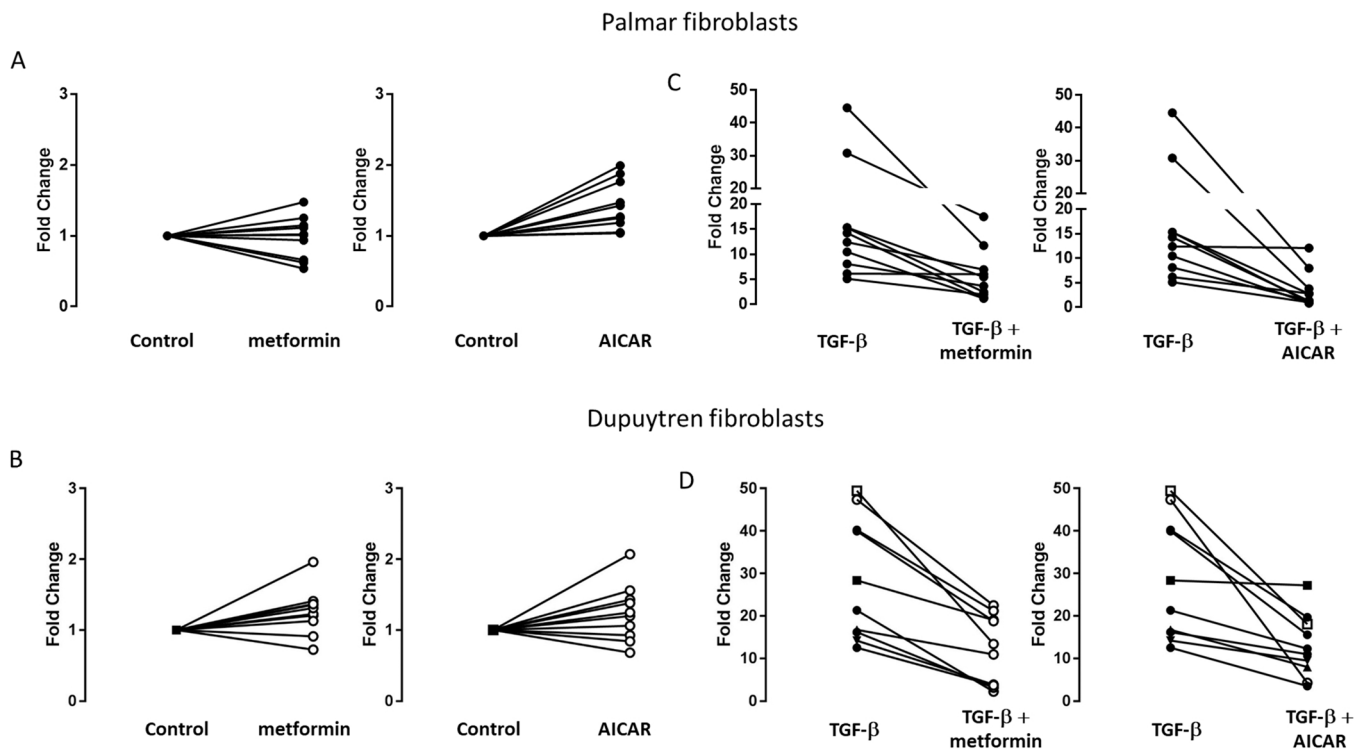 Palmar fibroblasts
A
3
2
1
0
Fold Change
Control
metformin
3
2
1
0
Fold Change
Control
AICAR
C
50
40
30
20
20
15
10
5
0
Fold Change
TGF-β
TGF-β +
metformin
50
40
30
20
20
15
10
5
0
Fold Change
TGF-β
TGF-β +
AICAR
Dupuytren fibroblasts
B
3
2
1
0
Fold Change
Control
metformin
3
2
1
0
Fold Change
Control
AICAR
D
50
40
30
20
10
0
Fold Change
TGF-β
TGF-β +
metformin
50
40
30
20
10
0
Fold Change
TGF-β
TGF-β +
AICAR